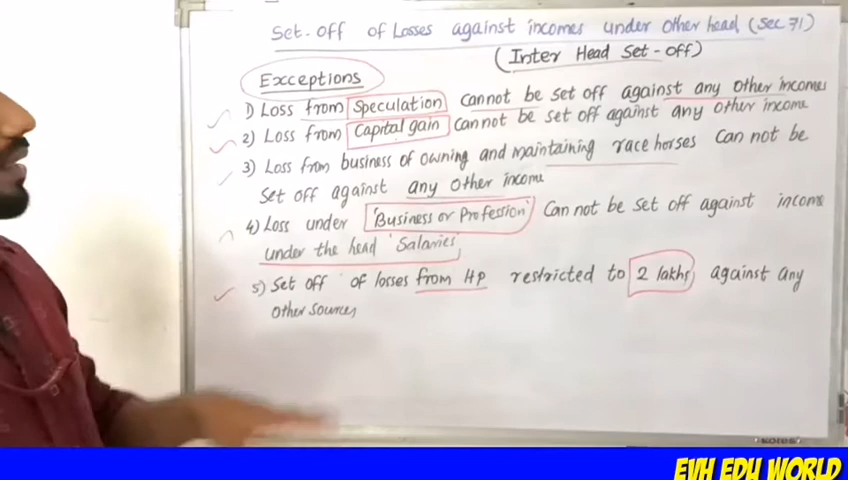 Set-off of Losses against incomes under other head (Sec 71)
(Inter Head Set-off)
Exceptions
1) Loss from Speculation cannot be set off against any other incomes
2) Loss from Capital gain cannot be set off against any other income
3) Loss from business of owning and maintaining race horses Can not be
Set off against any other income
4) Loss under 'Business or Profession' Can not be set off against income
under the head 'Salaries'
5) Set off of losses from HP restricted to 2 lakhs against any
other sources
KORES
EVH EDU WORLD